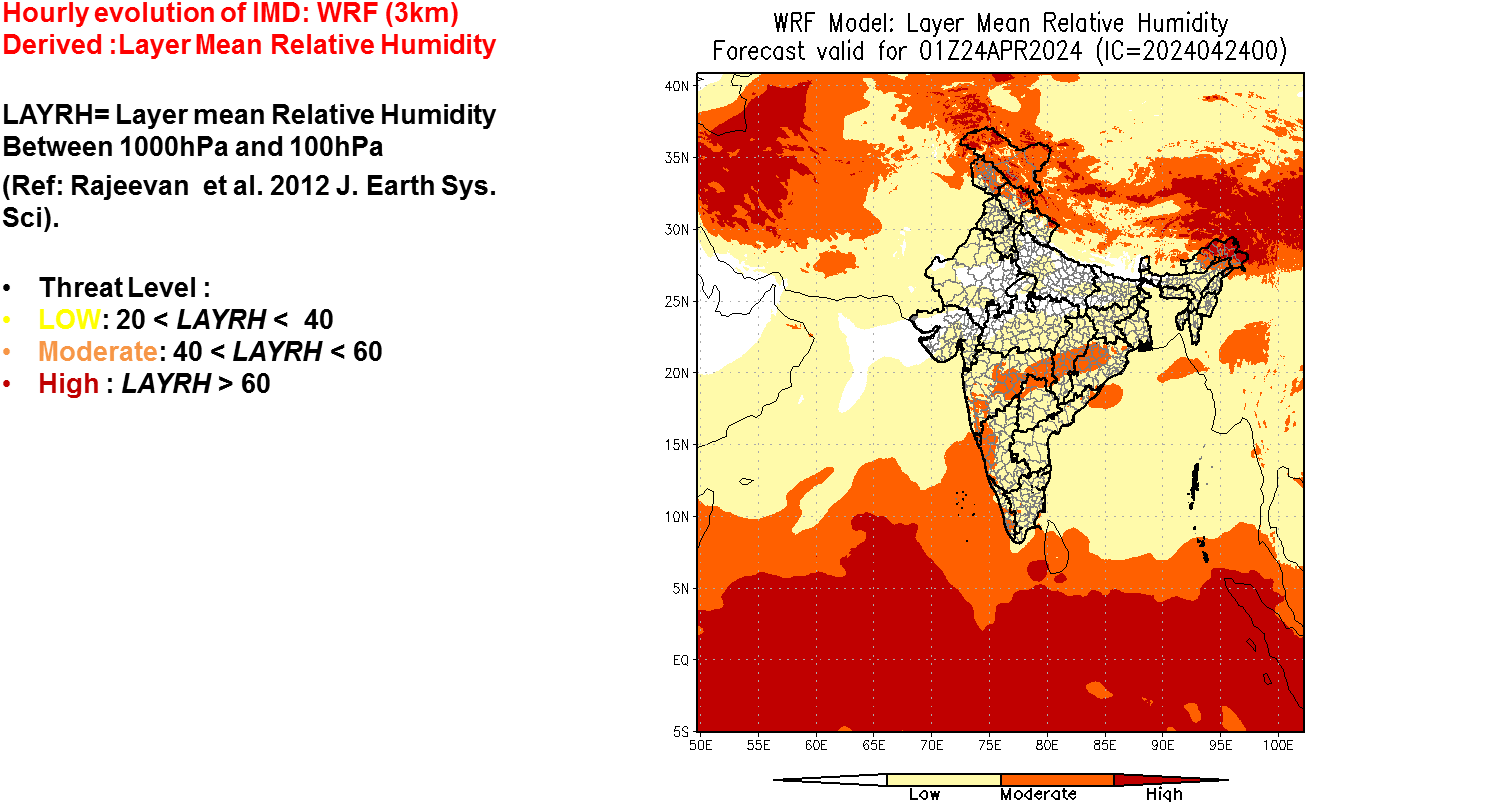 Hourly evolution of IMD: WRF (3km)
Derived :Layer Mean Relative Humidity
LAYRH= Layer mean Relative Humidity
Between 1000hPa and 100hPa
(Ref: Rajeevan et al. 2012 J. Earth Sys.
Sci).
• Threat Level :
• LOW: 20 < LAYRH < 40
• Moderate: 40 < LAYRH < 60
• High : LAYRH > 60
WRF Model: Layer Mean Relative Humidity
Forecast valid for 01Z24APR2024 (IC=2024042400)
40N
35N
30N
25N
20N
15N
10N
5N
EQ
5S
50E 55E 60E 65E 70E 75E 80E 85E 90E 95E 100E
Low Moderate High